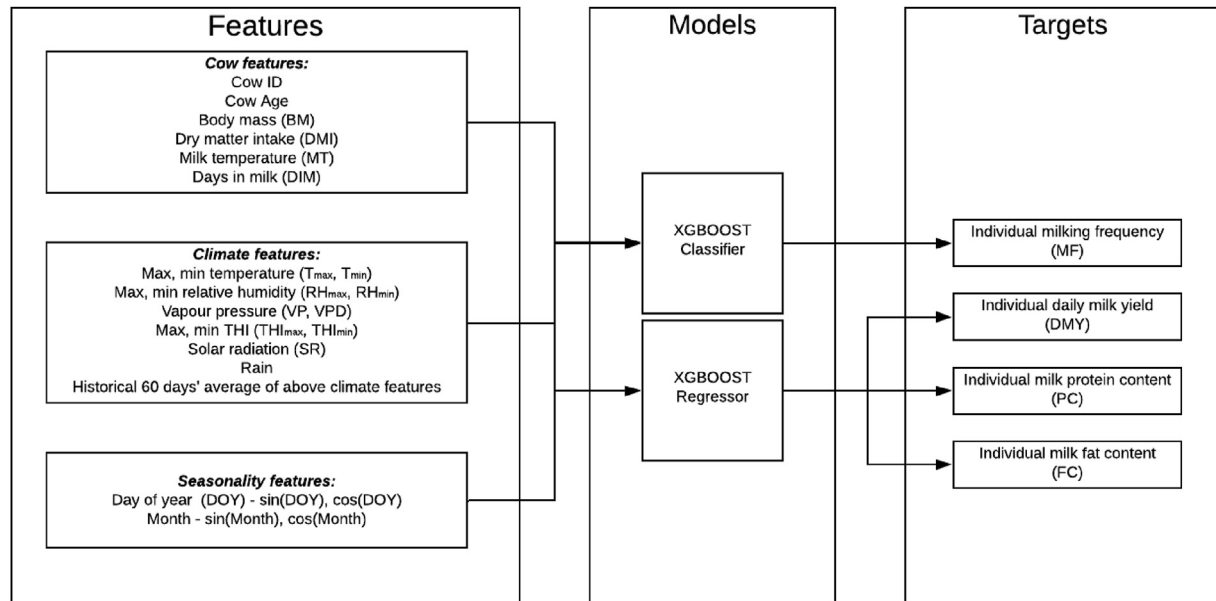 Features
Cow features:
Cow ID
Cow Age
Body mass (BM)
Dry matter intake (DMI)
Milk temperature (MT)
Days in milk (DIM)
Climate features:
Max, min temperature (Tmax, Tmin)
Max, min relative humidity (RHmax, RHmin)
Vapour pressure (VP, VPD)
Max, min THI (THImax, THImin)
Solar radiation (SR)
Rain
Historical 60 days' average of above climate features
Seasonality features:
Day of year (DOY) - sin(DOY), cos(DOY)
Month - sin(Month), cos(Month)
Models
XGBOOST
Classifier
XGBOOST
Regressor
Targets
Individual milking frequency
(MF)
Individual daily milk yield
(DMY)
Individual milk protein content
(PC)
Individual milk fat content
(FC)